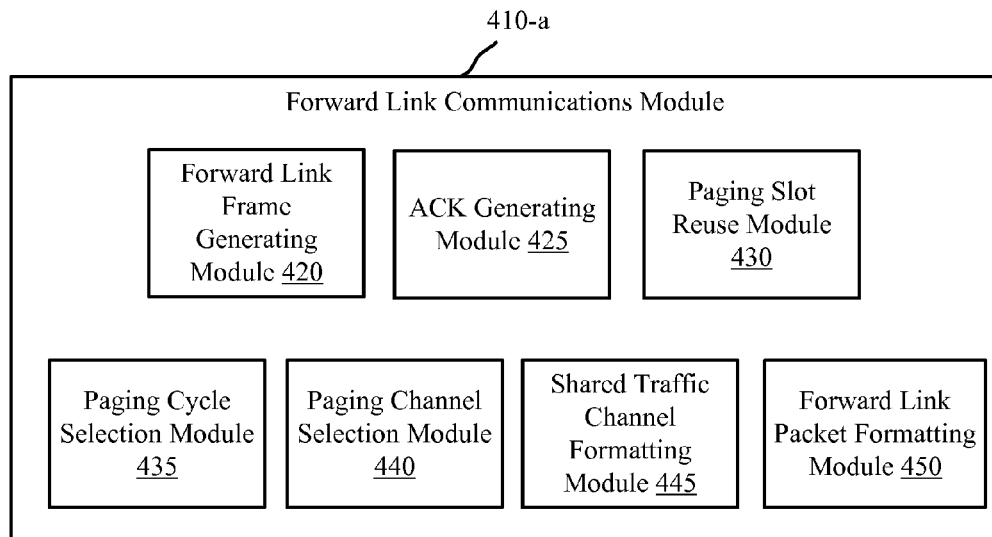 410-a
Forward Link Communications Module
Forward Link
Frame
Generating
Module 420
ACK Generating
Module 425
Paging Slot
Reuse Module
430
Paging Cycle
Selection Module
435
Paging Channel
Selection Module
440
Shared Traffic
Channel
Formatting
Module 445
Forward Link
Packet Formatting
Module 450